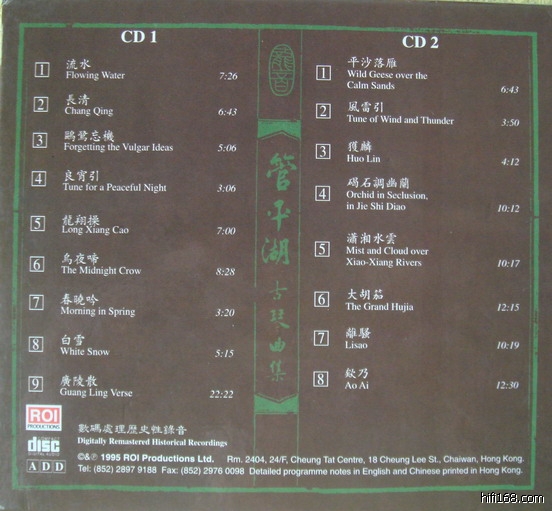 CD 1
1 流水
Flowing Water 7:26
2 長清
Chang Qing 6:43
3 鷗鷺忘機
Forgetting the Vulgar Ideas 5:06
4 良宵引
Tune for a Peaceful Night 3:06
5 龍翔操
Long Xiang Cao 7:00
6 烏夜啼
The Midnight Crow 8:28
7 春曉吟
Morning in Spring 3:20
8 白雪
White Snow 5:15
9 廣陵散
Guang Ling Verse 22:22
管平湖古琴曲集
CD 2
1 平沙落雁
Wild Geese over the
Calm Sands 6:43
2 風雷引
Tune of Wind and Thunder 3:50
3 獲麟
Huo Lin 4:12
4 碣石調幽蘭
Orchid in Seclusion,
in Jie Shi Diao 10:12
5 瀟湘水雲
Mist and Cloud over
Xiao-Xiang Rivers 10:17
6 大胡笳
The Grand Hujia 12:15
7 離騷
Lisao 10:19
8 欸乃
Ao Ai 12:30
ROI
PRODUCTIONS
disc
DIGITAL AUDIO
ADD
數碼處理歷史性錄音
Digitally Remastered Historical Recordings
©&℗ 1995 ROI Productions Ltd. Rm. 2404, 24/F, Cheung Tat Centre, 18 Cheung Lee St., Chaiwan, Hong Kong.
Tel: (852) 2897 9188 Fax: (852) 2976 0098 Detailed programme notes in English and Chinese printed in Hong Kong.
hifi168.com